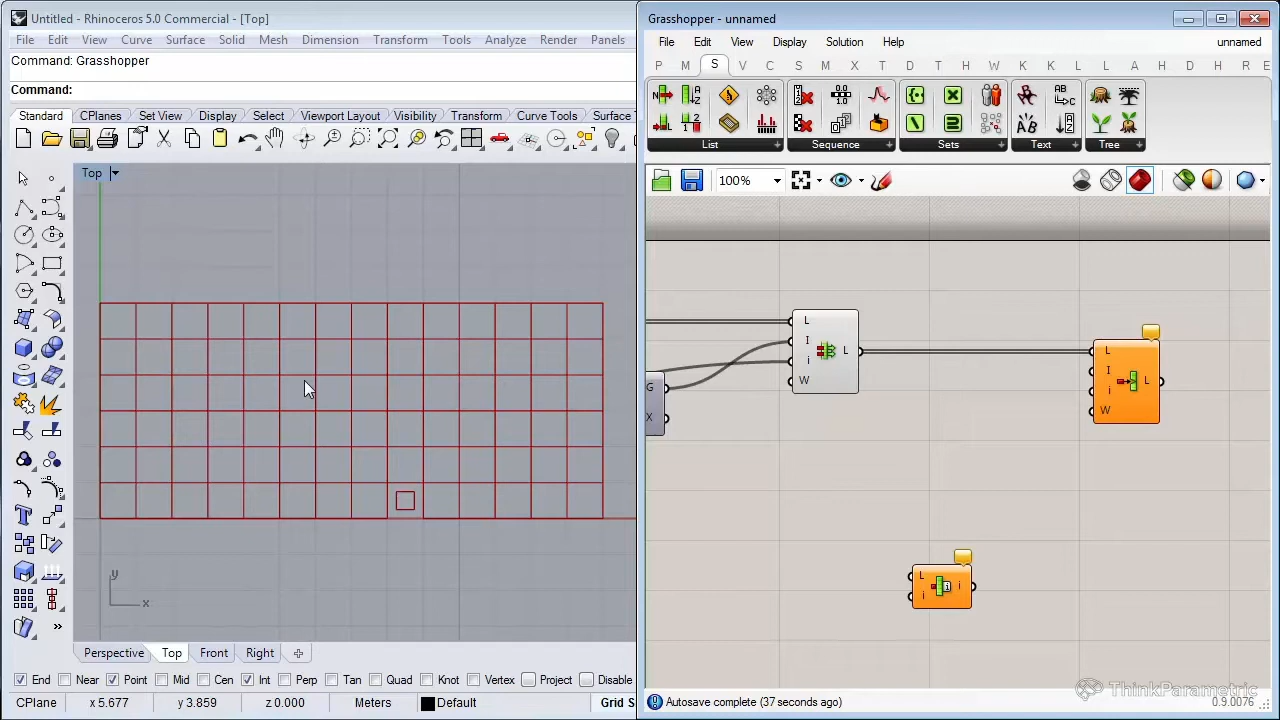 Untitled - Rhinoceros 5.0 Commercial - [Top]
File Edit View Curve Surface Solid Mesh Dimension Transform Tools Analyze Render Panels
Command: Grasshopper
Command:
Standard CPlanes Set View Display Select Viewport Layout Visibility Transform Curve Tools Surface
Top
y
x
Perspective Top Front Right
End Near Point Mid Cen Int Perp Tan Quad Knot Vertex Project Disable
CPlane x 5.677 y 3.859 z 0.000 Meters Default Grid S
Grasshopper - unnamed
File Edit View Display Solution Help unnamed
P M S V C S M X T D T H W K L A D H R E
List Sequence Sets Text Tree
100%
L
I
i
W
L
G
X
L
I
i
W
L
L
i
i
ThinkParametric
Autosave complete (37 seconds ago)
0.9.0076